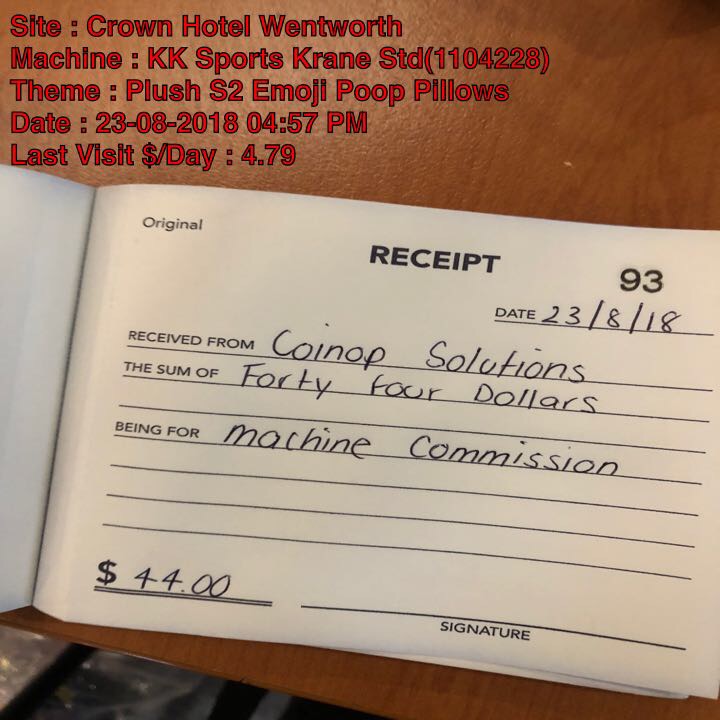 Site : Crown Hotel Wentworth
Machine : KK Sports Krane Std(1104228)
Theme : Plush S2 Emoji Poop Pillows
Date : 23-08-2018 04:57 PM
Last Visit $/Day : 4.79
Original
RECEIPT
93
DATE 23/8/18
RECEIVED FROM Coinop Solutions
THE SUM OF Forty Four Dollars
BEING FOR machine Commission
$ 44.00
SIGNATURE